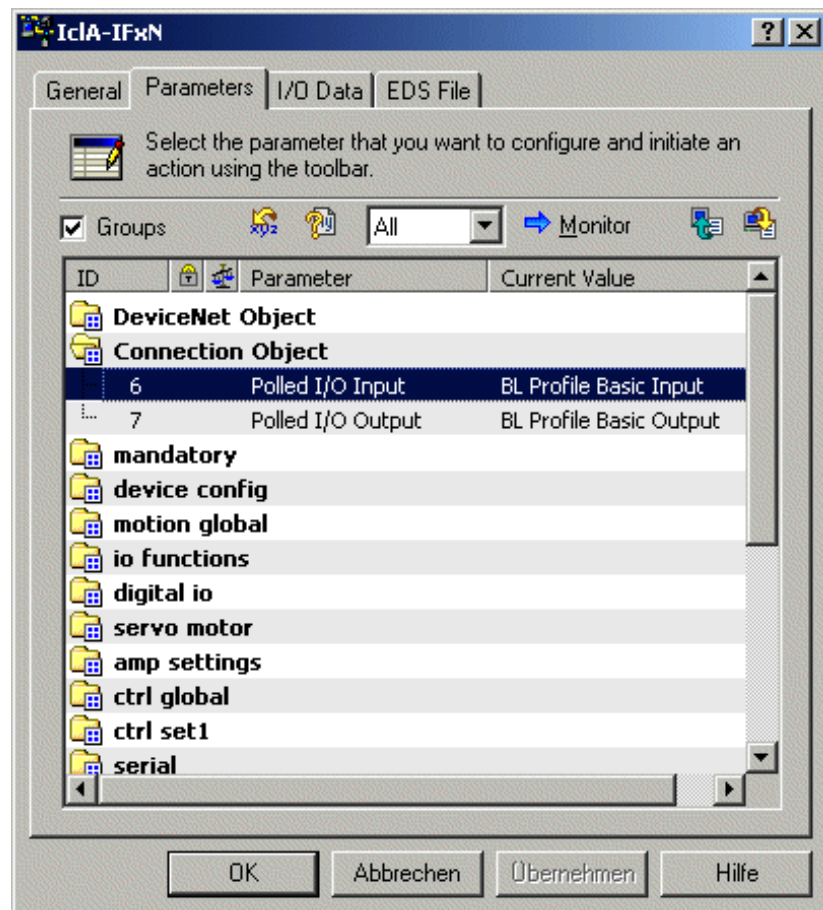 IclA-IFxN
General Parameters I/O Data EDS File
Select the parameter that you want to configure and initiate an
action using the toolbar.
Groups All Monitor
ID Parameter Current Value
DeviceNet Object
Connection Object
6 Polled I/O Input BL Profile Basic Input
7 Polled I/O Output BL Profile Basic Output
mandatory
device config
motion global
io functions
digital io
servo motor
amp settings
ctrl global
ctrl set1
serial
OK Abbrechen Übernehmen Hilfe